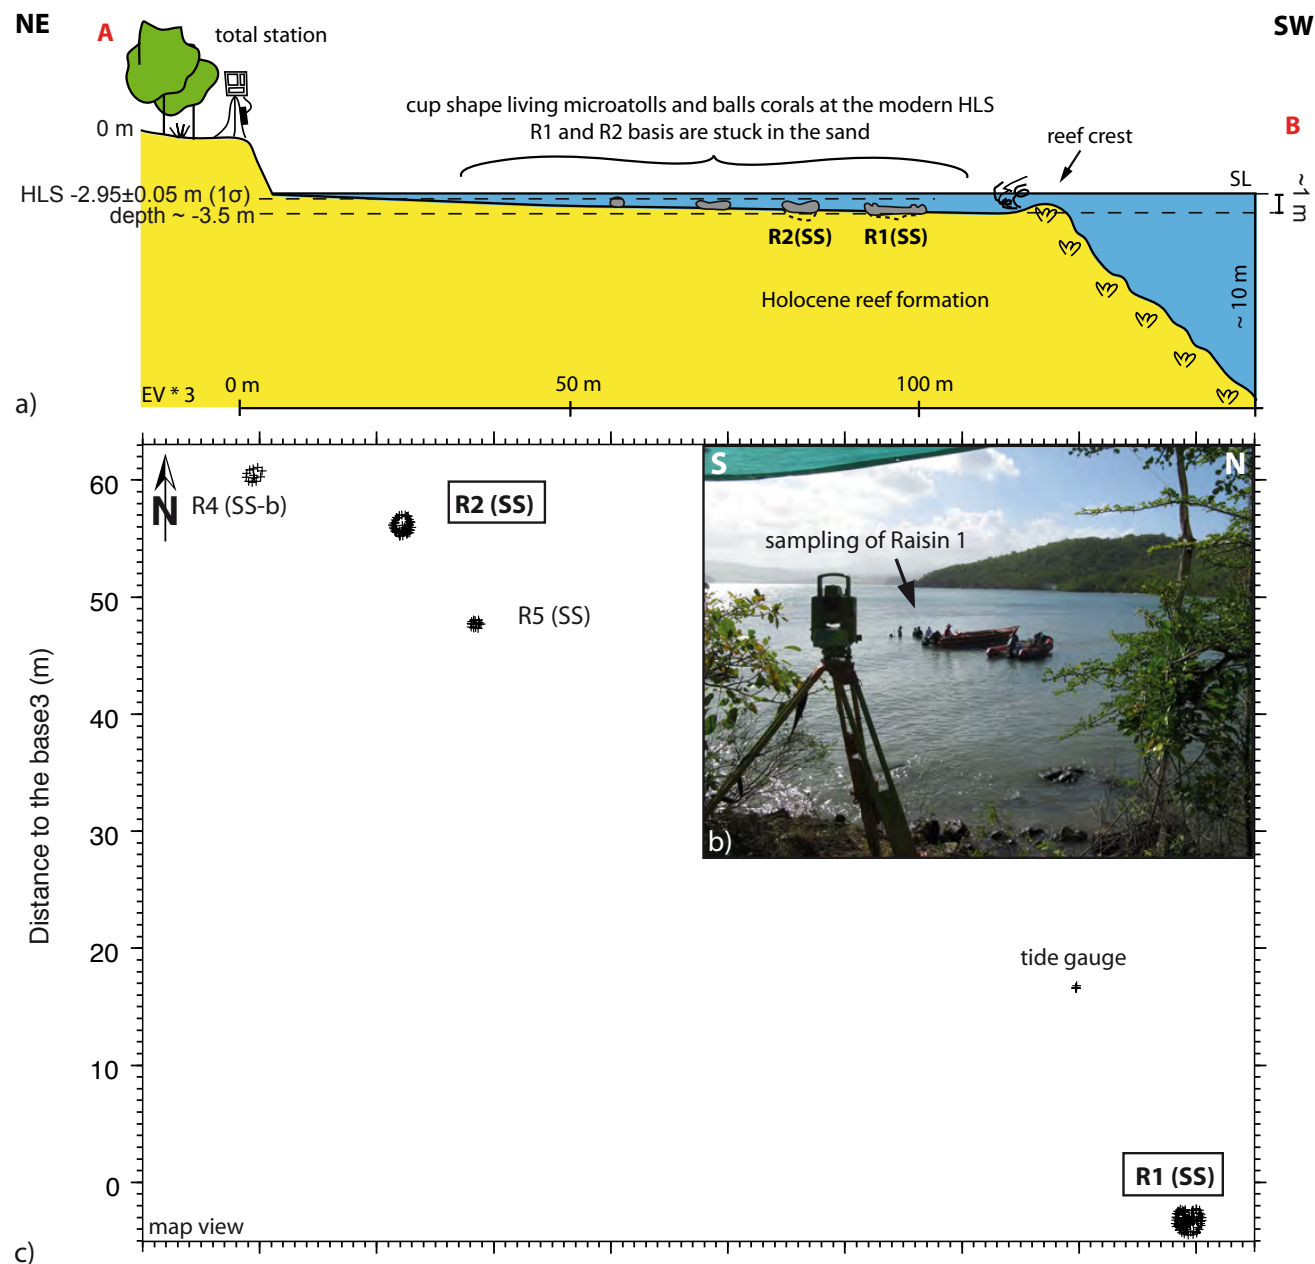 NE
A
total station
SW
cup shape living microatolls and balls corals at the modern HLS
R1 and R2 basis are stuck in the sand
0 m
B
reef crest
SL
~1 m
HLS -2.95±0.05 m (1σ)
depth ~ -3.5 m
R2(SS)
R1(SS)
Holocene reef formation
~ 10 m
EV * 3
0 m
50 m
100 m
a)
60
N
R4 (SS-b)
R2 (SS)
S
N
sampling of Raisin 1
50
R5 (SS)
40
30
b)
Distance to the base3 (m)
20
tide gauge
10
R1 (SS)
0
map view
c)